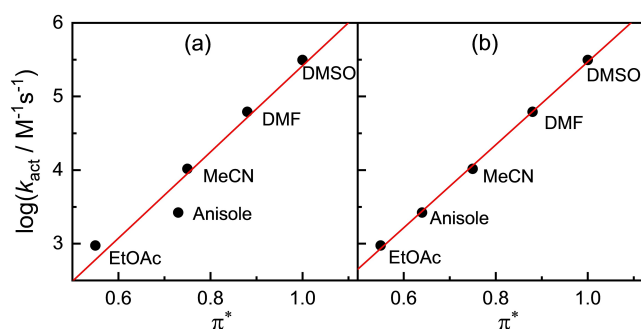 6
5
4
3
log(k_act / M⁻¹s⁻¹)
(a)
DMSO
DMF
MeCN
Anisole
EtOAc
0.6
0.8
1.0
π*
(b)
DMSO
DMF
MeCN
Anisole
EtOAc
0.6
0.8
1.0
π*